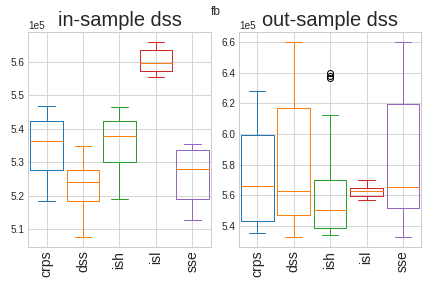 fb
in-sample dss
out-sample dss
1e5
5.6
5.5
5.4
5.3
5.2
5.1
crps
dss
ish
isl
sse
1e5
6.6
6.4
6.2
6.0
5.8
5.6
5.4
crps
dss
ish
isl
sse